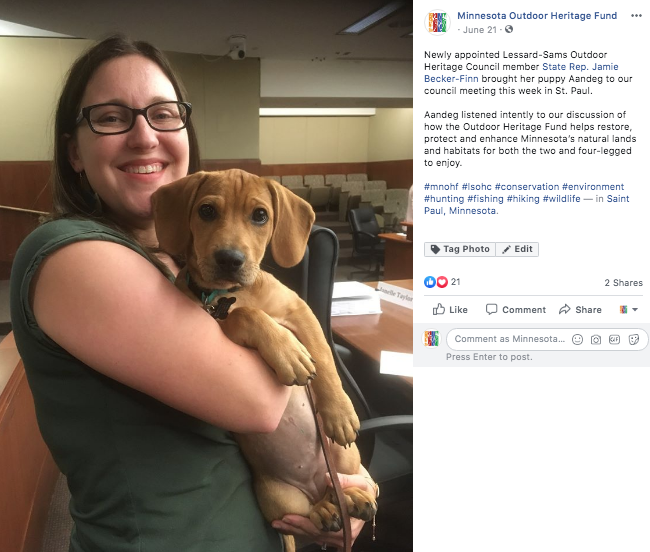 Minnesota Outdoor Heritage Fund
· June 21 ·
Newly appointed Lessard-Sams Outdoor
Heritage Council member State Rep. Jamie
Becker-Finn brought her puppy Aandeg to our
council meeting this week in St. Paul.
Aandeg listened intently to our discussion of
how the Outdoor Heritage Fund helps restore,
protect and enhance Minnesota's natural lands
and habitats for both the two and four-legged
to enjoy.
#mnohf #lsohc #conservation #environment
#hunting #fishing #hiking #wildlife — in Saint
Paul, Minnesota.
Tag Photo Edit
21 2 Shares
Like Comment Share
Comment as Minnesota... GIF
Press Enter to post.